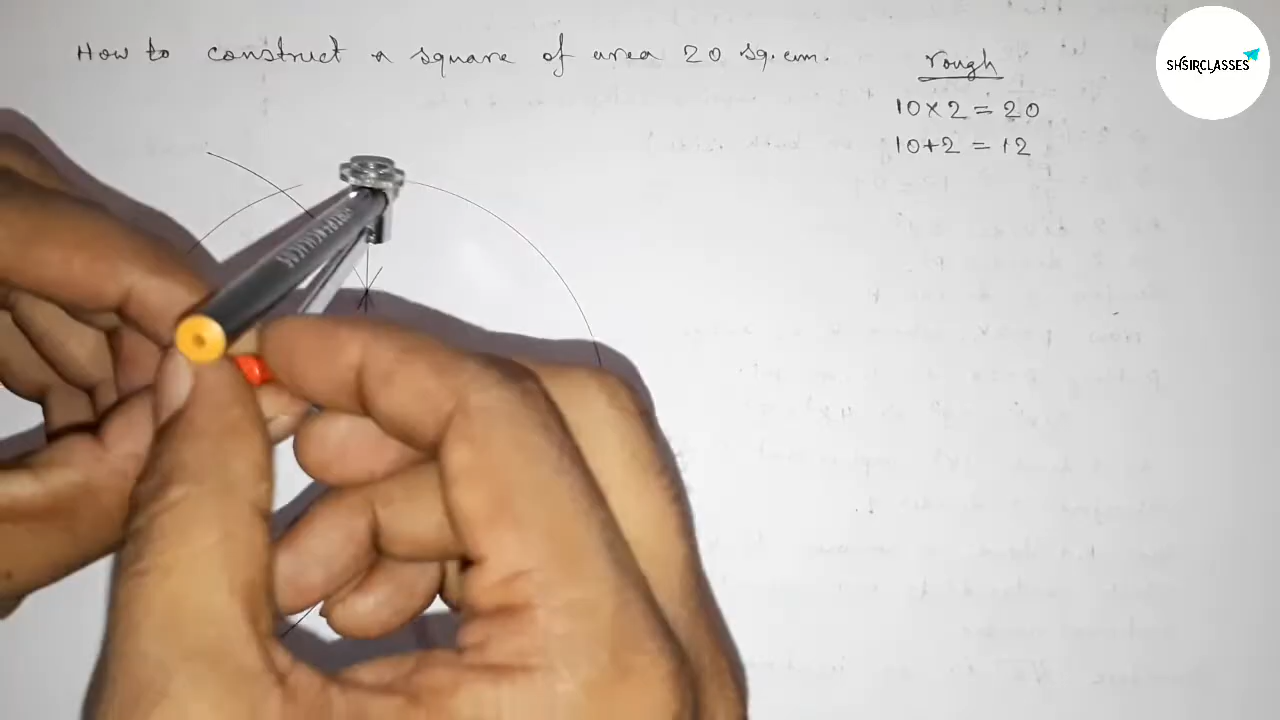 How to construct a square of area 20 sq.cm.
rough
10×2 = 20
10+2 = 12
SHSIRCLASSES